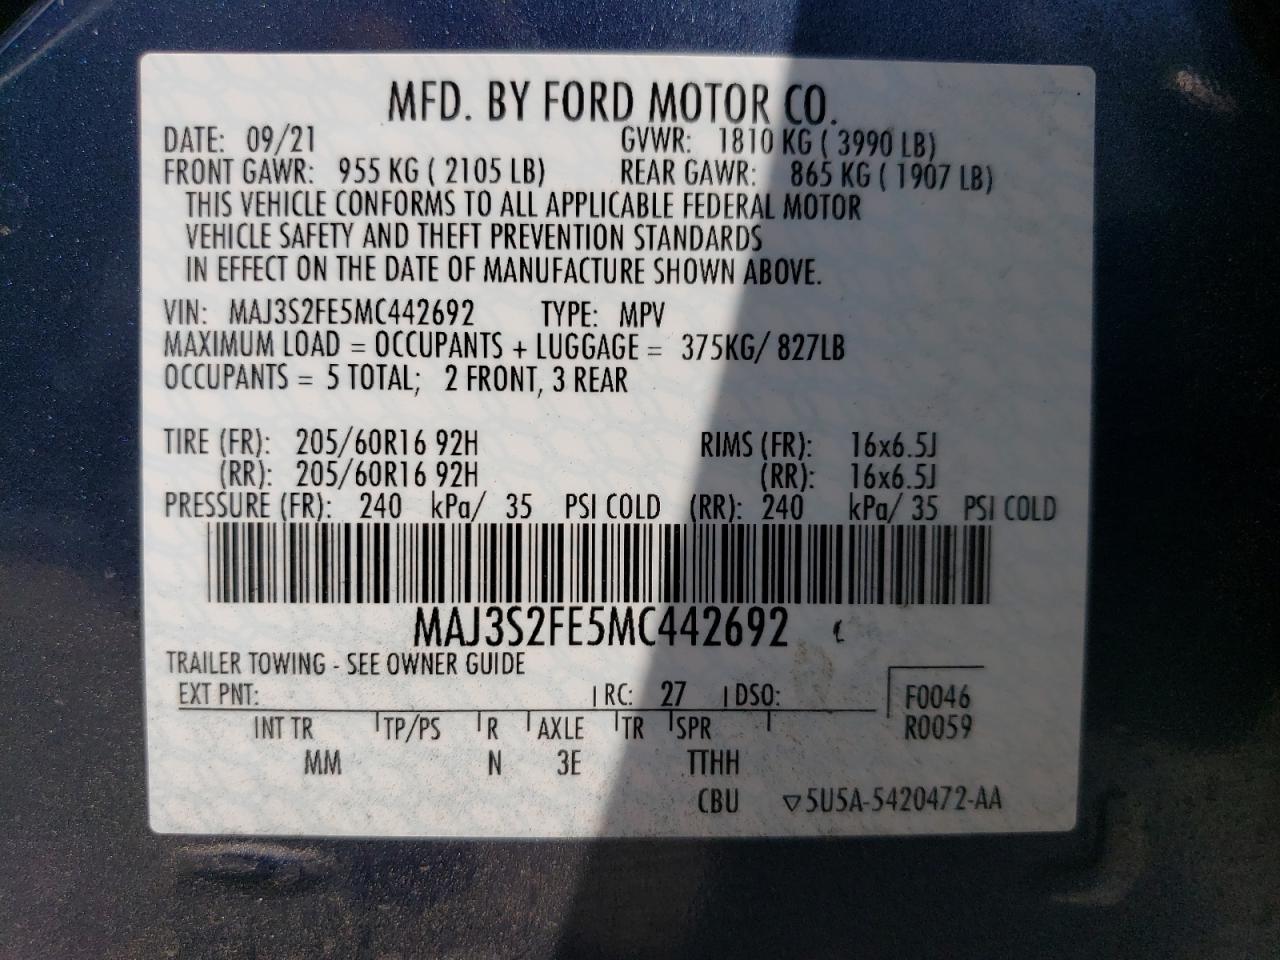 MFD. BY FORD MOTOR CO.
DATE: 09/21 GVWR: 1810 KG ( 3990 LB)
FRONT GAWR: 955 KG ( 2105 LB) REAR GAWR: 865 KG ( 1907 LB)
THIS VEHICLE CONFORMS TO ALL APPLICABLE FEDERAL MOTOR
VEHICLE SAFETY AND THEFT PREVENTION STANDARDS
IN EFFECT ON THE DATE OF MANUFACTURE SHOWN ABOVE.
VIN: MAJ3S2FE5MC442692 TYPE: MPV
MAXIMUM LOAD = OCCUPANTS + LUGGAGE = 375KG/ 827LB
OCCUPANTS = 5 TOTAL; 2 FRONT, 3 REAR
TIRE (FR): 205/60R16 92H RIMS (FR): 16x6.5J
(RR): 205/60R16 92H (RR): 16x6.5J
PRESSURE (FR): 240 kPa/ 35 PSI COLD (RR): 240 kPa/ 35 PSI COLD
MAJ3S2FE5MC442692
TRAILER TOWING - SEE OWNER GUIDE
EXT PNT: RC: 27 DSO: F0046
INT TR TP/PS R AXLE TR SPR R0059
MM N 3E TTHH
CBU ▽5U5A-5420472-AA